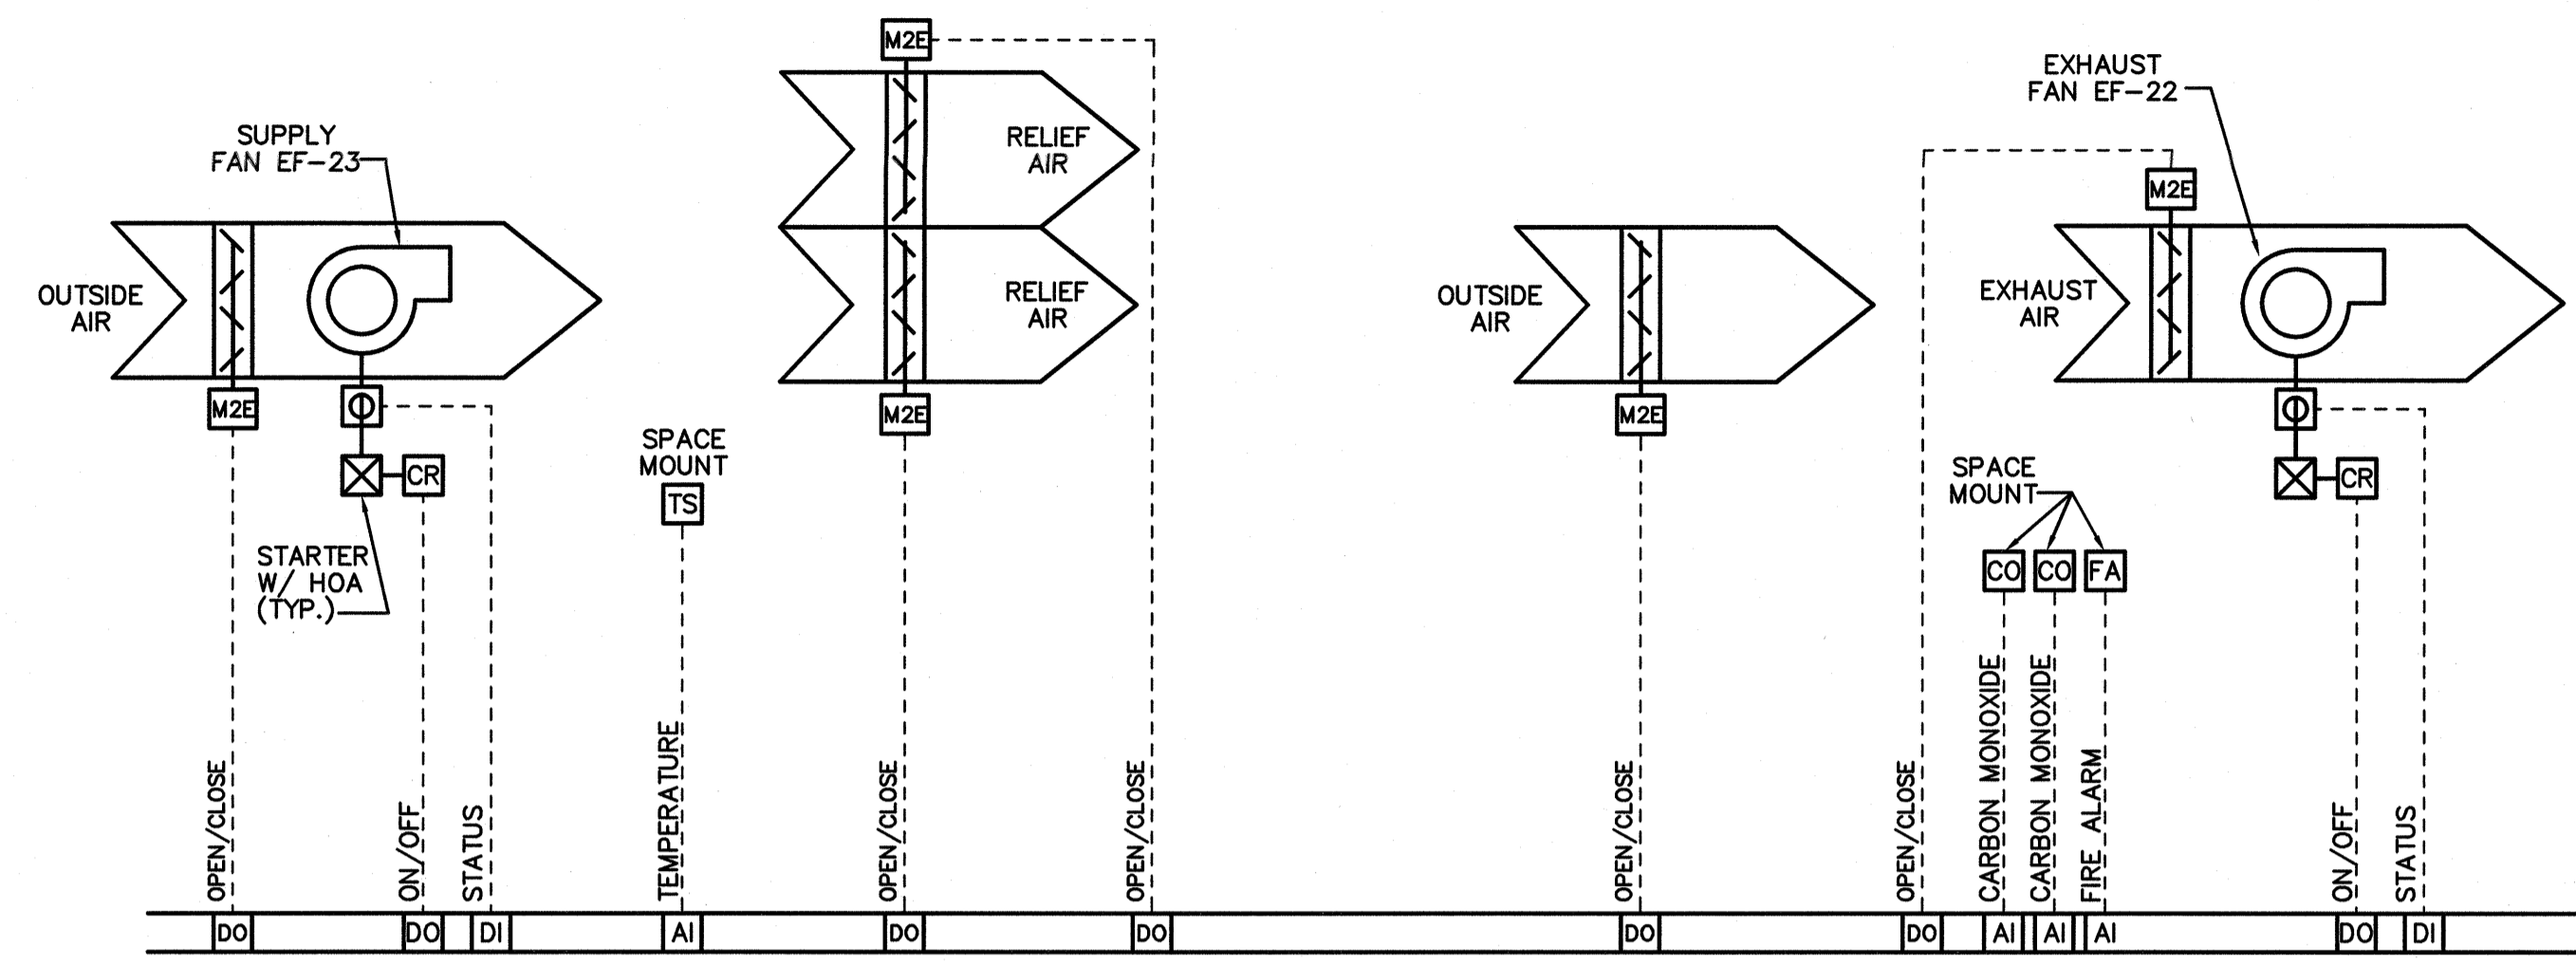 M2E
EXHAUST
FAN EF-22
SUPPLY
FAN EF-23
RELIEF
AIR
M2E
OUTSIDE
AIR
RELIEF
AIR
OUTSIDE
AIR
EXHAUST
AIR
M2E
M2E
M2E
SPACE
MOUNT
TS
CR
STARTER
W/ HOA
(TYP.)
SPACE
MOUNT
CR
CO
CO
FA
OPEN/CLOSE
ON/OFF
STATUS
TEMPERATURE
OPEN/CLOSE
OPEN/CLOSE
OPEN/CLOSE
OPEN/CLOSE
CARBON MONOXIDE
CARBON MONOXIDE
FIRE ALARM
ON/OFF
STATUS
DO
DO
DI
AI
DO
DO
DO
DO
AI
AI
AI
DO
DI